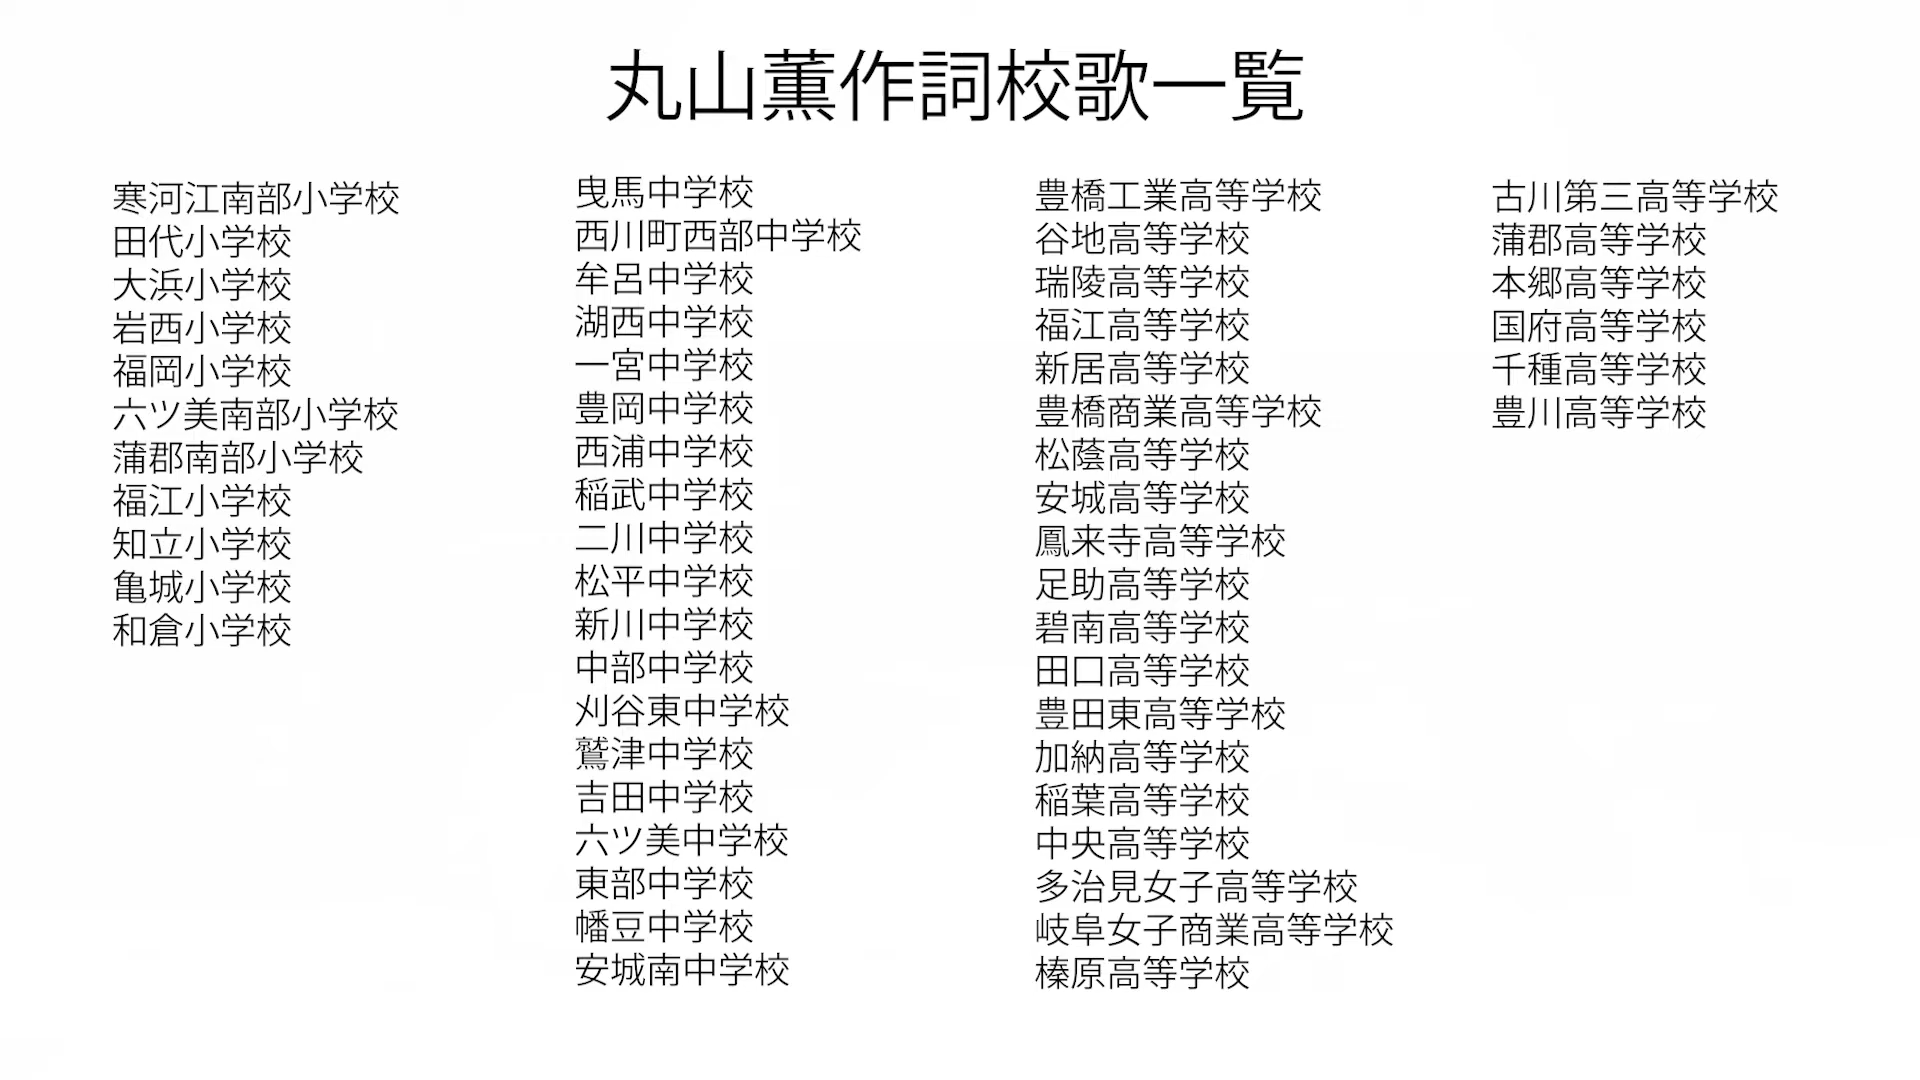 丸山薫作詞校歌一覧
寒河江南部小学校
田代小学校
大浜小学校
岩西小学校
福岡小学校
六ツ美南部小学校
蒲郡南部小学校
福江小学校
知立小学校
亀城小学校
和倉小学校
曳馬中学校
西川町西部中学校
牟呂中学校
湖西中学校
一宮中学校
豊岡中学校
西浦中学校
稲武中学校
二川中学校
松平中学校
新川中学校
中部中学校
刈谷東中学校
鷲津中学校
吉田中学校
六ツ美中学校
東部中学校
幡豆中学校
安城南中学校
豊橋工業高等学校
谷地高等学校
瑞陵高等学校
福江高等学校
新居高等学校
豊橋商業高等学校
松蔭高等学校
安城高等学校
鳳来寺高等学校
足助高等学校
碧南高等学校
田口高等学校
豊田東高等学校
加納高等学校
稲葉高等学校
中央高等学校
多治見女子高等学校
岐阜女子商業高等学校
榛原高等学校
古川第三高等学校
蒲郡高等学校
本郷高等学校
国府高等学校
千種高等学校
豊川高等学校